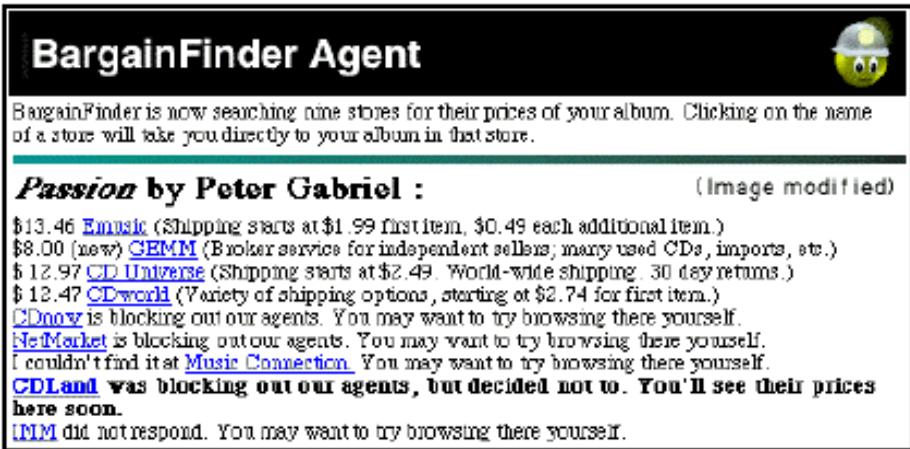 BargainFinder Agent
BargainFinder is now searching nine stores for their prices of your album. Clicking on the name
of a store will take you directly to your album in that store.
Passion by Peter Gabriel :
(Image modified)
$13.46 Emusic (Shipping starts at $1.99 first item, $0.49 each additional item.)
$8.00 (new) GEMM (Broker service for independent sellers; many used CDs, imports, etc.)
$ 12.97 CD Universe (Shipping starts at $2.49. World-wide shipping. 30 day returns.)
$ 12.47 CDworld (Variety of shipping options, starting at $2.74 for first item.)
CDnow is blocking out our agents. You may want to try browsing there yourself.
NetMarket is blocking out our agents. You may want to try browsing there yourself.
I couldn't find it at Music Connection. You may want to try browsing there yourself.
CDLand was blocking out our agents, but decided not to. You'll see their prices
here soon.
IMM did not respond. You may want to try browsing there yourself.